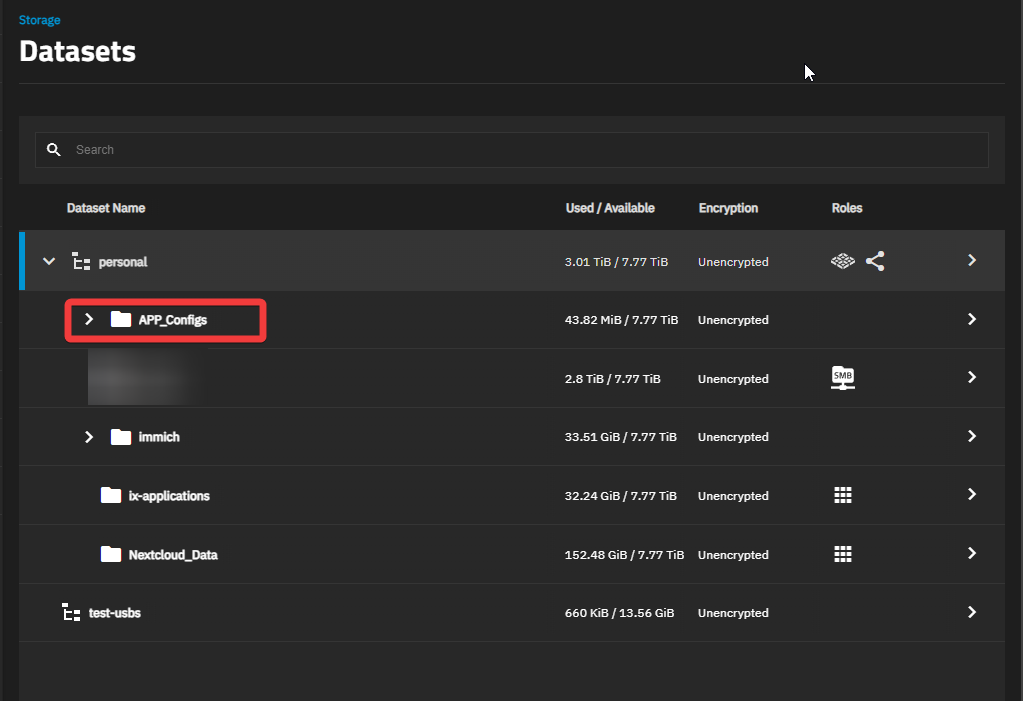 Storage
Datasets
Search
Dataset Name Used / Available Encryption Roles
personal 3.01 TiB / 7.77 TiB Unencrypted
APP_Configs 43.82 MiB / 7.77 TiB Unencrypted
2.8 TiB / 7.77 TiB Unencrypted SMB
immich 33.51 GiB / 7.77 TiB Unencrypted
ix-applications 32.24 GiB / 7.77 TiB Unencrypted
Nextcloud_Data 152.48 GiB / 7.77 TiB Unencrypted
test-usbs 660 KiB / 13.56 GiB Unencrypted